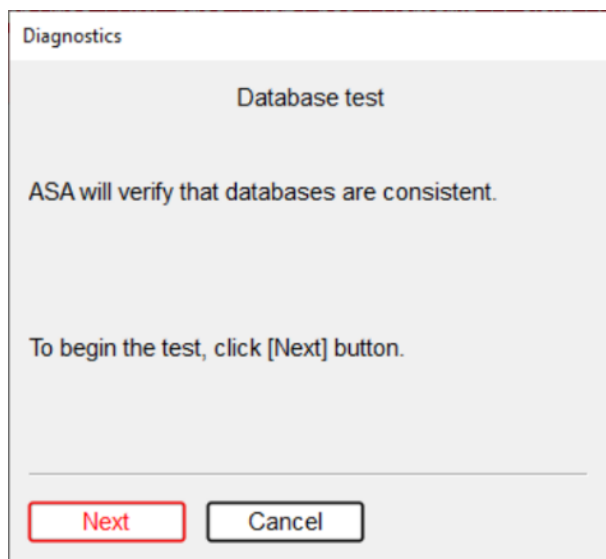 Diagnostics
Database test
ASA will verify that databases are consistent.
To begin the test, click [Next] button.
Next
Cancel